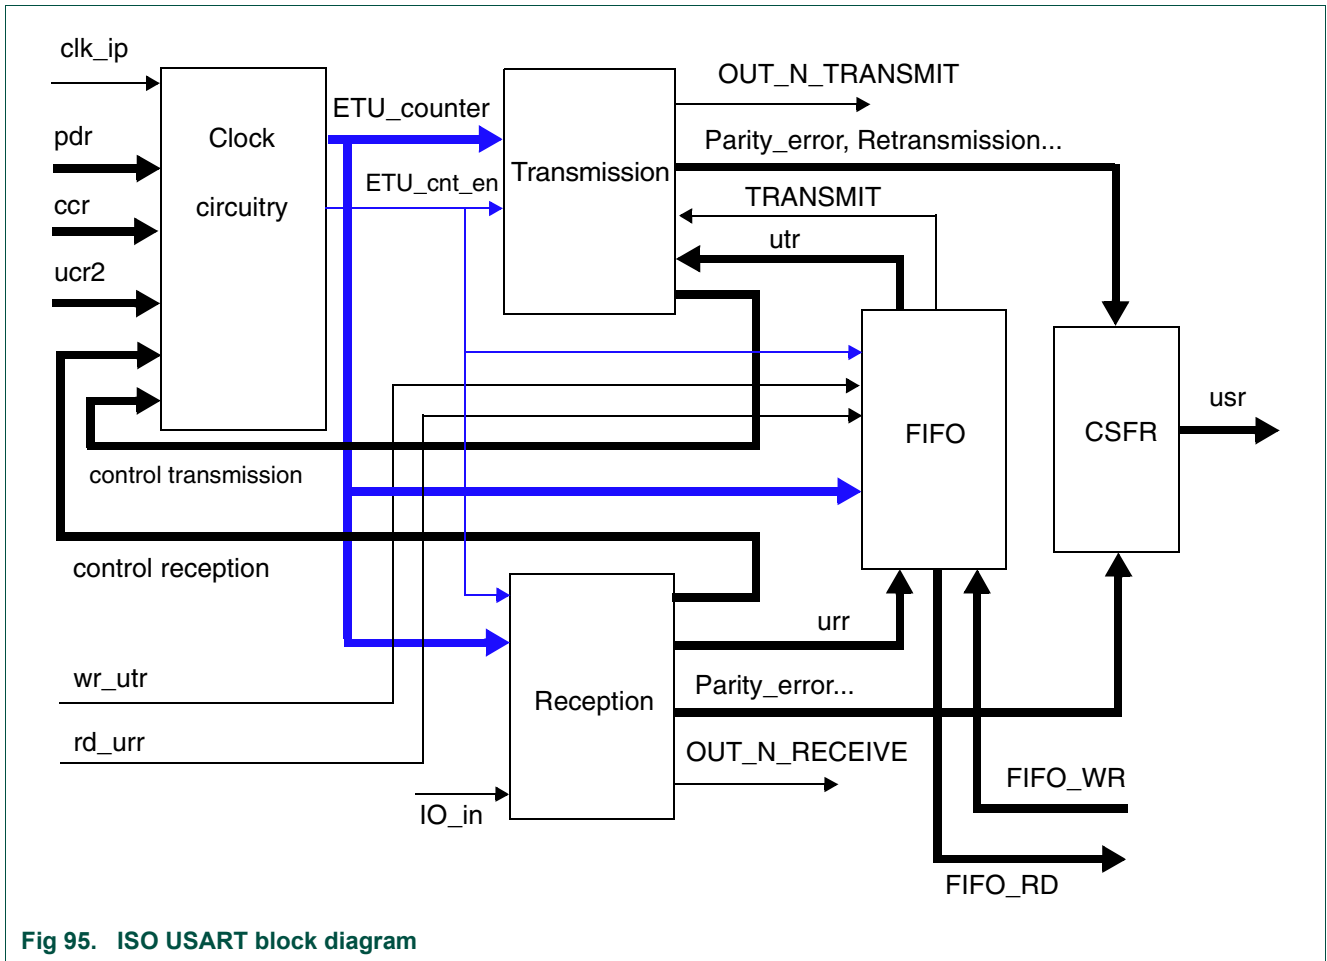 clk_ip
pdr
ccr
ucr2
Clock
circuitry
ETU_counter
ETU_cnt_en
Transmission
OUT_N_TRANSMIT
Parity_error, Retransmission...
TRANSMIT
utr
FIFO
CSFR
usr
control transmission
control reception
wr_utr
rd_urr
IO_in
Reception
urr
Parity_error...
OUT_N_RECEIVE
FIFO_WR
FIFO_RD
Fig 95. ISO USART block diagram